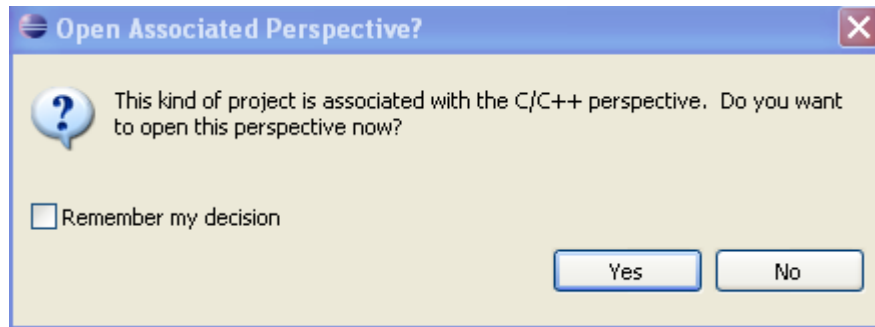 Open Associated Perspective?
This kind of project is associated with the C/C++ perspective. Do you want
to open this perspective now?
Remember my decision
Yes No